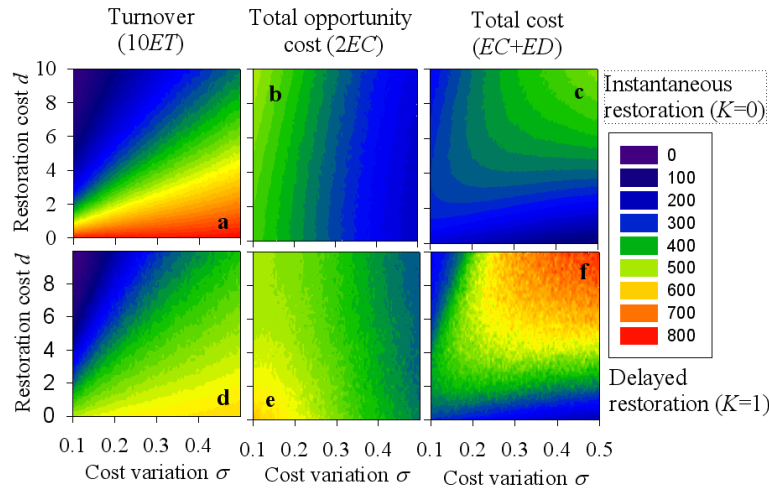 Turnover
(10ET)
Total opportunity
cost (2EC)
Total cost
(EC+ED)
Restoration cost d
10
8
6
4
2
0
a
b
c
Instantaneous
restoration (K=0)
0
100
200
300
400
500
600
700
800
Restoration cost d
8
6
4
2
0
d
e
f
Delayed
restoration (K=1)
0.1 0.2 0.3 0.4
0.1 0.2 0.3 0.4
0.1 0.2 0.3 0.4 0.5
Cost variation σ
Cost variation σ
Cost variation σ